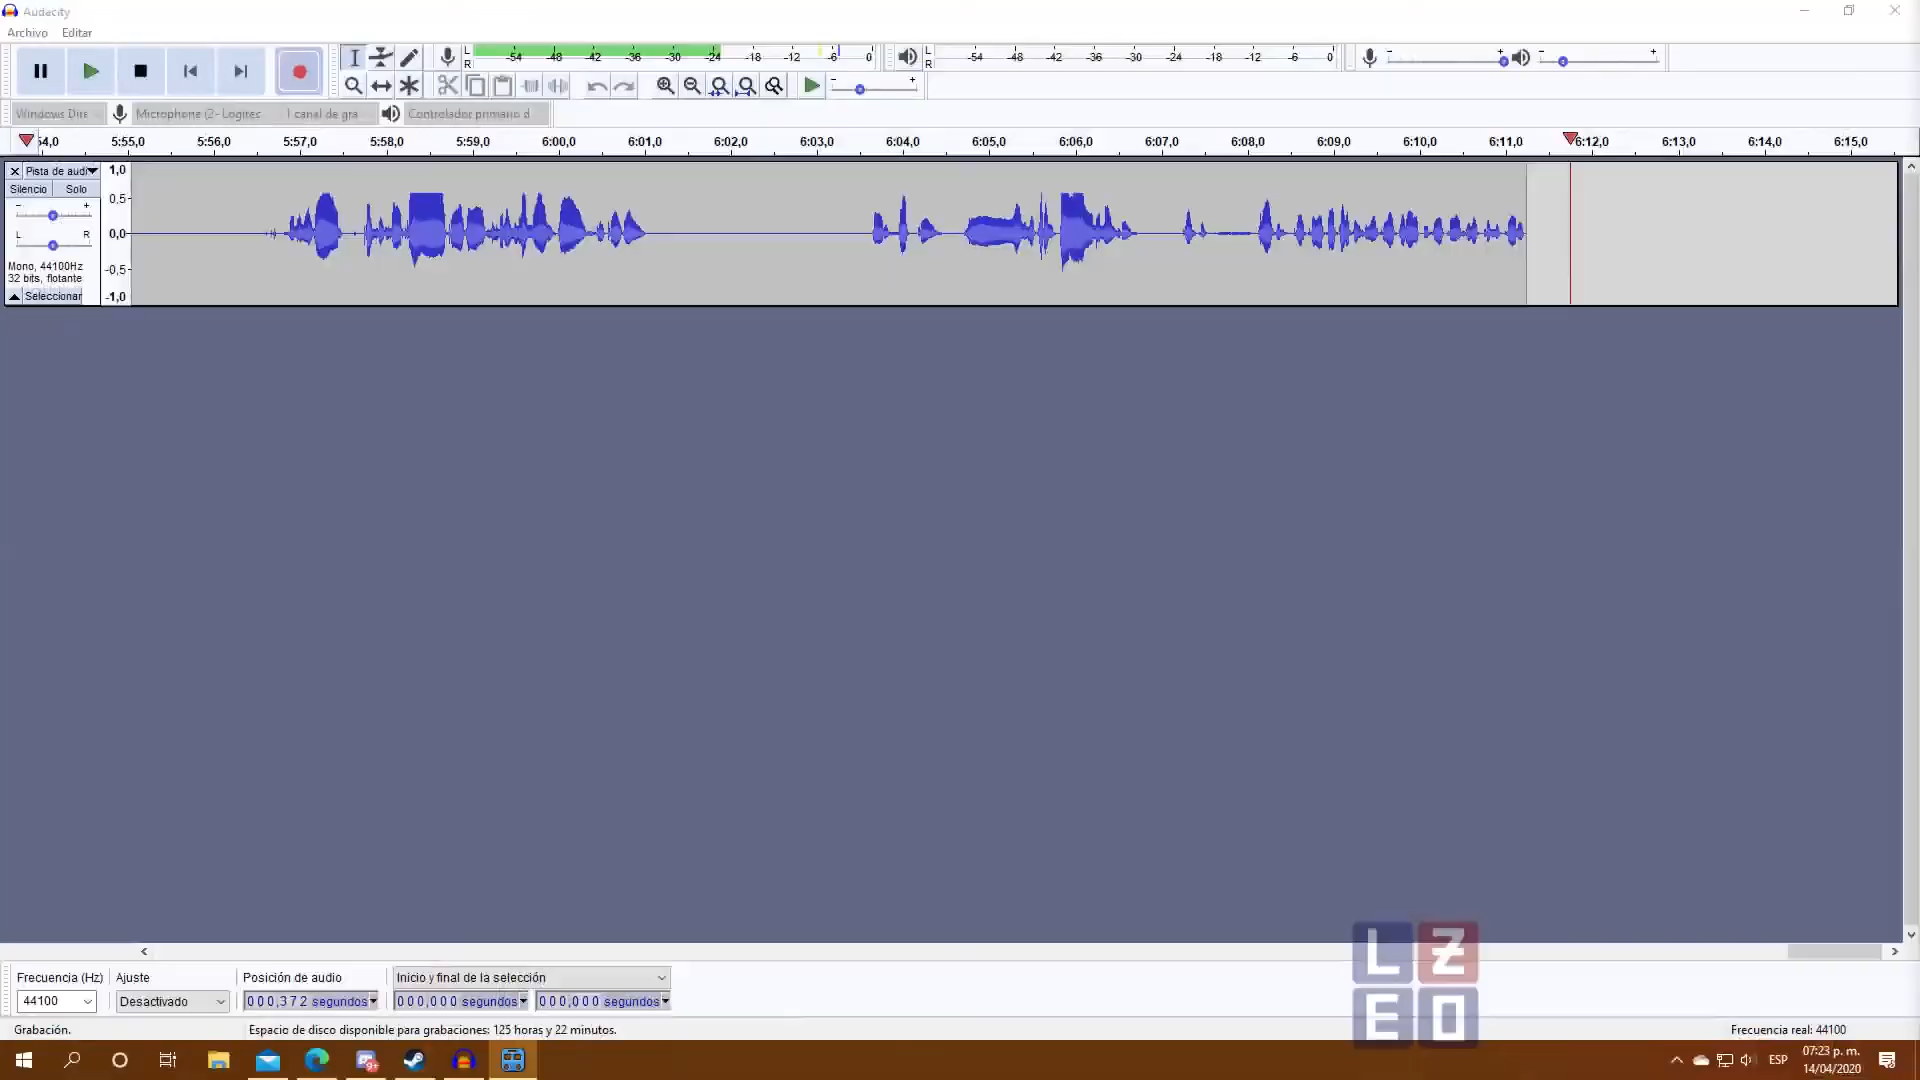 Audacity
Archivo Editar
L
R
-54 -48 -42 -36 -30 -24 -18 -12 -6 0
L
R
-54 -48 -42 -36 -30 -24 -18 -12 -6 0
- + - +
- +
Windows Dire Microphone (2- Logitec 1 canal de gra Controlador primario d
54,0 5:55,0 5:56,0 5:57,0 5:58,0 5:59,0 6:00,0 6:01,0 6:02,0 6:03,0 6:04,0 6:05,0 6:06,0 6:07,0 6:08,0 6:09,0 6:10,0 6:11,0 6:12,0 6:13,0 6:14,0 6:15,0
Pista de audi 1,0
Silencio Solo 0,5
- +
L R 0,0
Mono, 44100Hz -0,5
32 bits, flotante
Seleccionar -1,0
L Z
E O
Frecuencia (Hz) Ajuste Posición de audio Inicio y final de la selección
44100 Desactivado 000,372 segundos 000,000 segundos 000,000 segundos
Grabación. Espacio de disco disponible para grabaciones: 125 horas y 22 minutos. Frecuencia real: 44100
9+ ESP 07:23 p. m.
14/04/2020